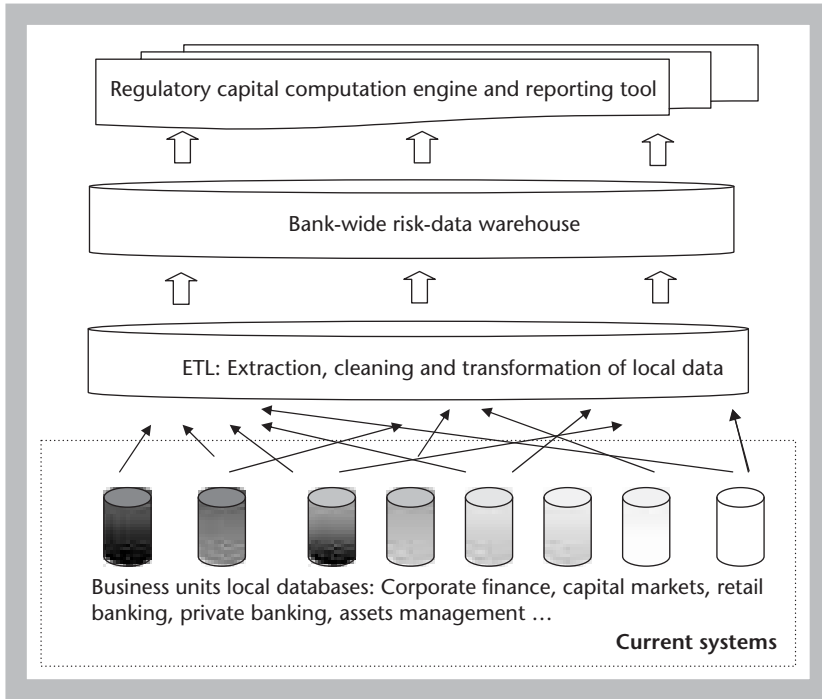 Regulatory capital computation engine and reporting tool
Bank-wide risk-data warehouse
ETL: Extraction, cleaning and transformation of local data
Business units local databases: Corporate finance, capital markets, retail
banking, private banking, assets management …
Current systems